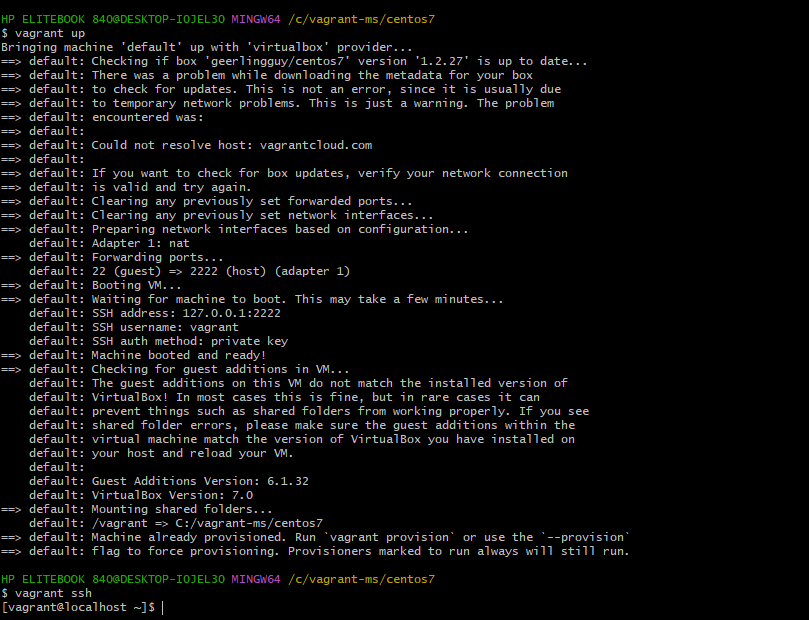 HP ELITEBOOK 840@DESKTOP-IOJEL3O MINGW64 /c/vagrant-ms/centos7
$ vagrant up
Bringing machine 'default' up with 'virtualbox' provider...
==> default: Checking if box 'geerlingguy/centos7' version '1.2.27' is up to date...
==> default: There was a problem while downloading the metadata for your box
==> default: to check for updates. This is not an error, since it is usually due
==> default: to temporary network problems. This is just a warning. The problem
==> default: encountered was:
==> default:
==> default: Could not resolve host: vagrantcloud.com
==> default:
==> default: If you want to check for box updates, verify your network connection
==> default: is valid and try again.
==> default: Clearing any previously set forwarded ports...
==> default: Clearing any previously set network interfaces...
==> default: Preparing network interfaces based on configuration...
    default: Adapter 1: nat
==> default: Forwarding ports...
    default: 22 (guest) => 2222 (host) (adapter 1)
==> default: Booting VM...
==> default: Waiting for machine to boot. This may take a few minutes...
    default: SSH address: 127.0.0.1:2222
    default: SSH username: vagrant
    default: SSH auth method: private key
==> default: Machine booted and ready!
==> default: Checking for guest additions in VM...
    default: The guest additions on this VM do not match the installed version of
    default: VirtualBox! In most cases this is fine, but in rare cases it can
    default: prevent things such as shared folders from working properly. If you see
    default: shared folder errors, please make sure the guest additions within the
    default: virtual machine match the version of VirtualBox you have installed on
    default: your host and reload your VM.
    default:
    default: Guest Additions Version: 6.1.32
    default: VirtualBox Version: 7.0
==> default: Mounting shared folders...
    default: /vagrant => C:/vagrant-ms/centos7
==> default: Machine already provisioned. Run `vagrant provision` or use the `--provision`
==> default: flag to force provisioning. Provisioners marked to run always will still run.
HP ELITEBOOK 840@DESKTOP-IOJEL3O MINGW64 /c/vagrant-ms/centos7
$ vagrant ssh
[vagrant@localhost ~]$